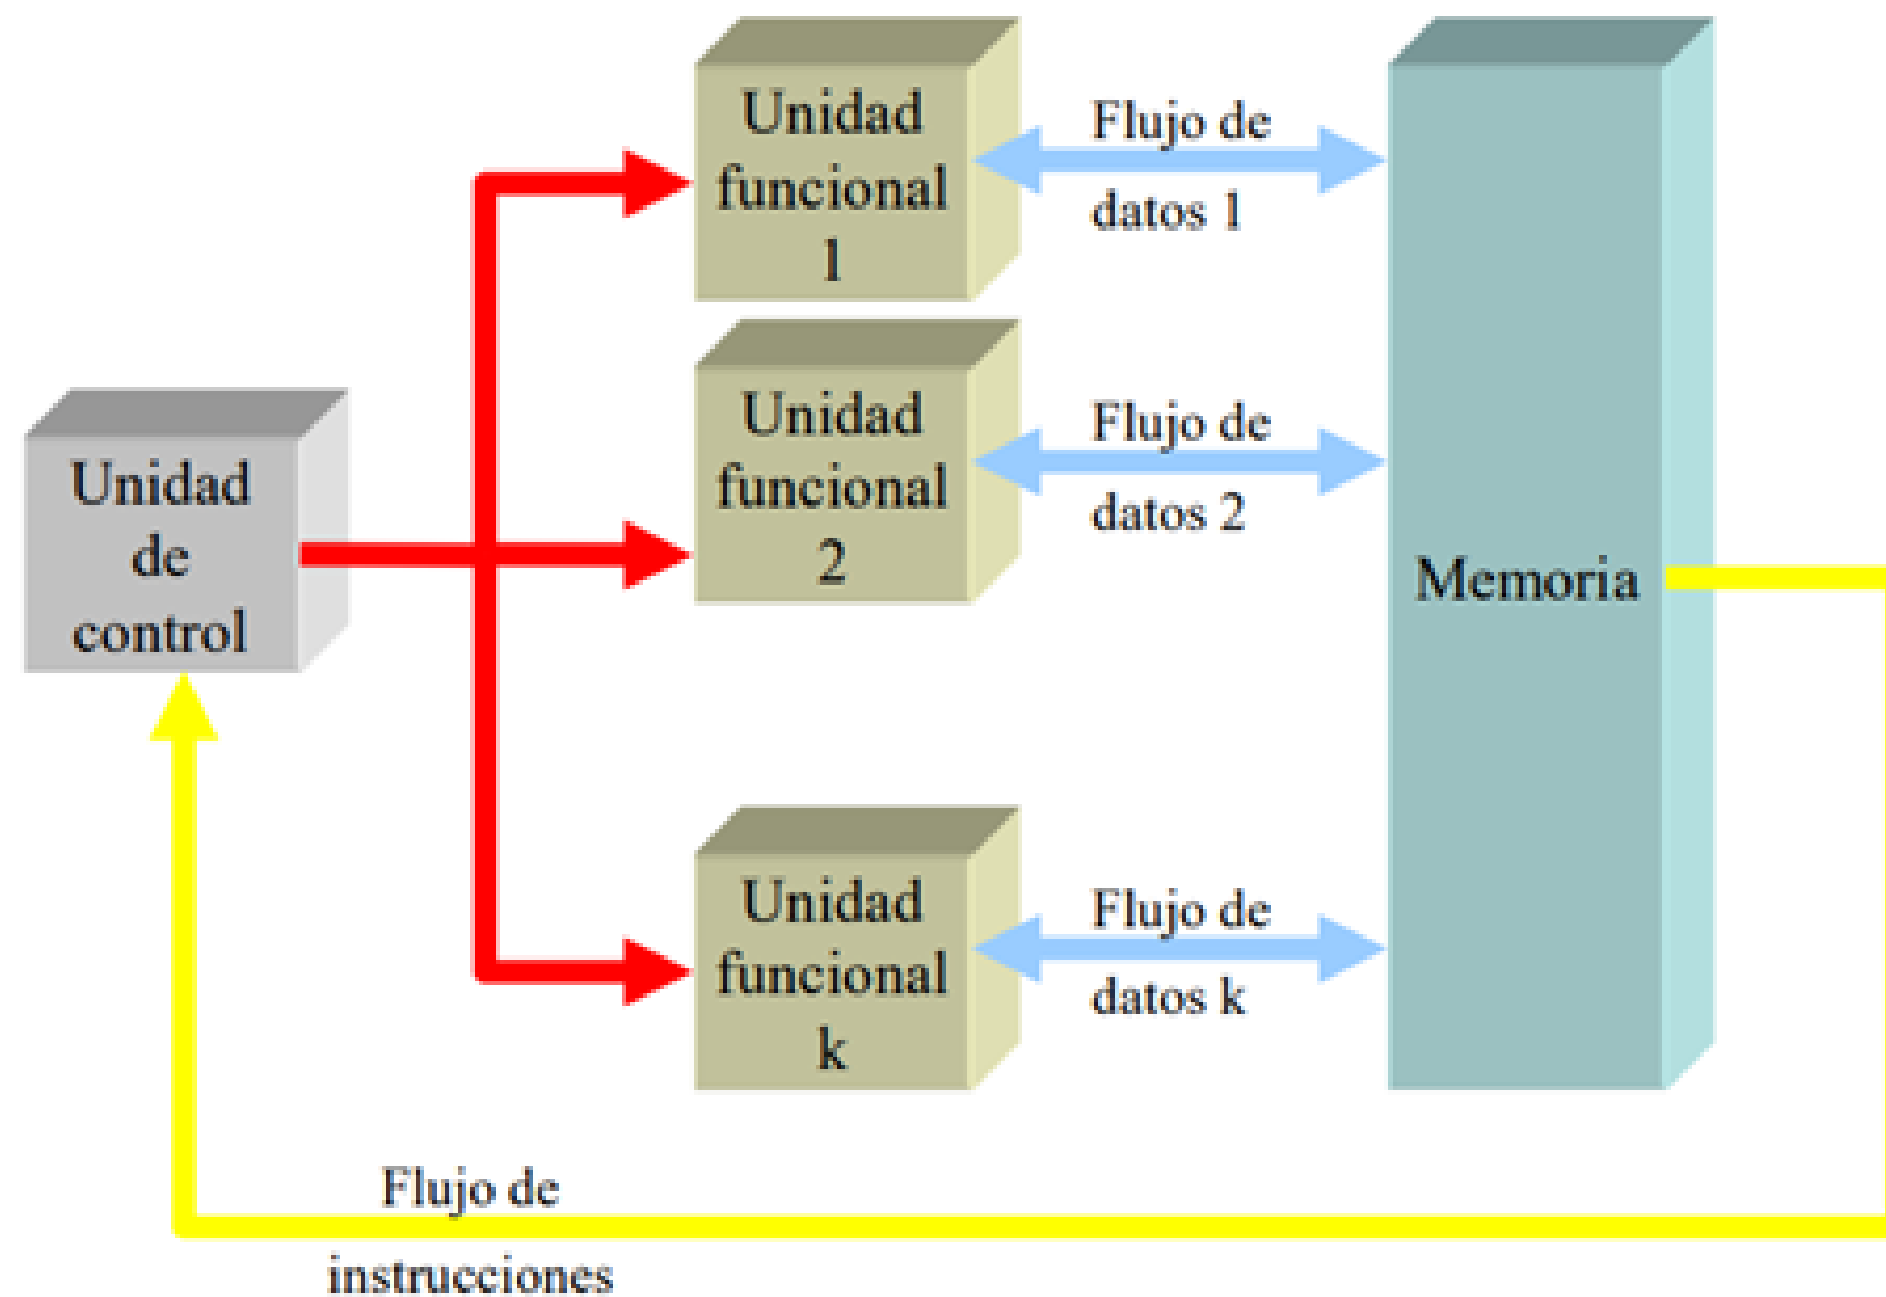 Unidad
funcional
1
Flujo de
datos 1
Unidad
funcional
2
Flujo de
datos 2
Unidad
de
control
Memoria
Unidad
funcional
k
Flujo de
datos k
Flujo de
instrucciones